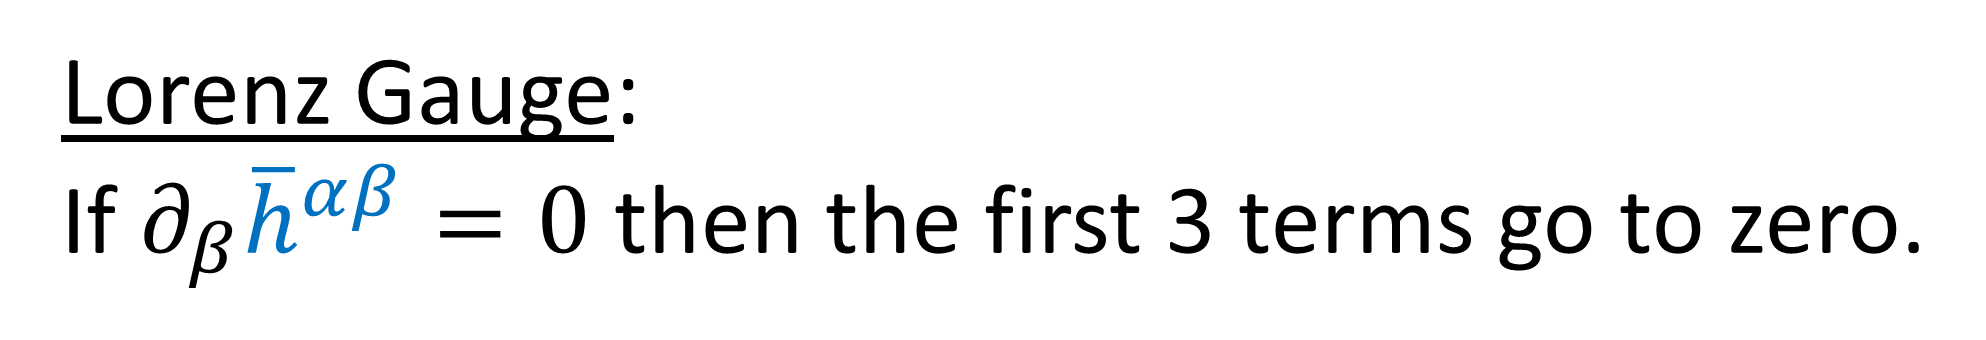 Lorenz Gauge:
If ∂_β h̅^{αβ} = 0 then the first 3 terms go to zero.